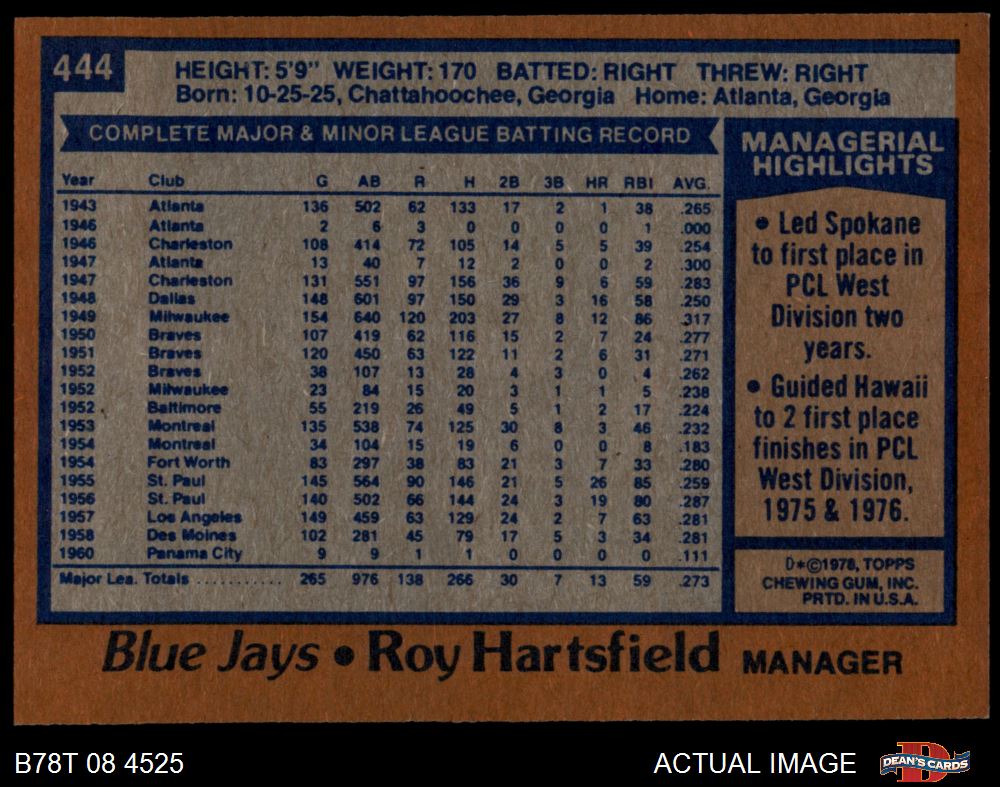 444
HEIGHT: 5'9" WEIGHT: 170 BATTED: RIGHT THREW: RIGHT
Born: 10-25-25, Chattahoochee, Georgia Home: Atlanta, Georgia
COMPLETE MAJOR & MINOR LEAGUE BATTING RECORD
Year Club G AB R H 2B 3B HR RBI AVG.
1943 Atlanta 136 502 62 133 17 2 1 38 .265
1946 Atlanta 2 6 3 0 0 0 0 1 .000
1946 Charleston 108 414 72 105 14 5 5 39 .254
1947 Atlanta 13 40 7 12 2 0 0 2 .300
1947 Charleston 131 551 97 156 36 9 6 59 .283
1948 Dallas 148 601 97 150 29 3 16 58 .250
1949 Milwaukee 154 640 120 203 27 8 12 86 .317
1950 Braves 107 419 62 116 15 2 7 24 .277
1951 Braves 120 450 63 122 11 2 6 31 .271
1952 Braves 38 107 13 28 4 3 0 4 .262
1952 Milwaukee 23 84 15 20 3 1 1 5 .238
1952 Baltimore 55 219 26 49 5 1 2 17 .224
1953 Montreal 135 538 74 125 30 8 3 46 .232
1954 Montreal 34 104 15 19 6 0 0 8 .183
1954 Fort Worth 83 297 38 83 21 3 7 33 .280
1955 St. Paul 145 564 90 146 21 5 26 85 .259
1956 St. Paul 140 502 66 144 24 3 19 80 .287
1957 Los Angeles 149 459 63 129 24 2 7 63 .281
1958 Des Moines 102 281 45 79 17 5 3 34 .281
1960 Panama City 9 9 1 1 0 0 0 0 .111
Major Lea. Totals ........... 265 976 138 266 30 7 13 59 .273
MANAGERIAL
HIGHLIGHTS
• Led Spokane
to first place in
PCL West
Division two
years.
• Guided Hawaii
to 2 first place
finishes in PCL
West Division,
1975 & 1976.
D*©1978, TOPPS
CHEWING GUM, INC.
PRTD. IN U.S.A.
Blue Jays • Roy Hartsfield MANAGER
B78T 08 4525
ACTUAL IMAGE
D
DEAN'S CARDS